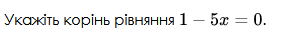 Укажіть корінь рівняння 1 − 5x = 0.